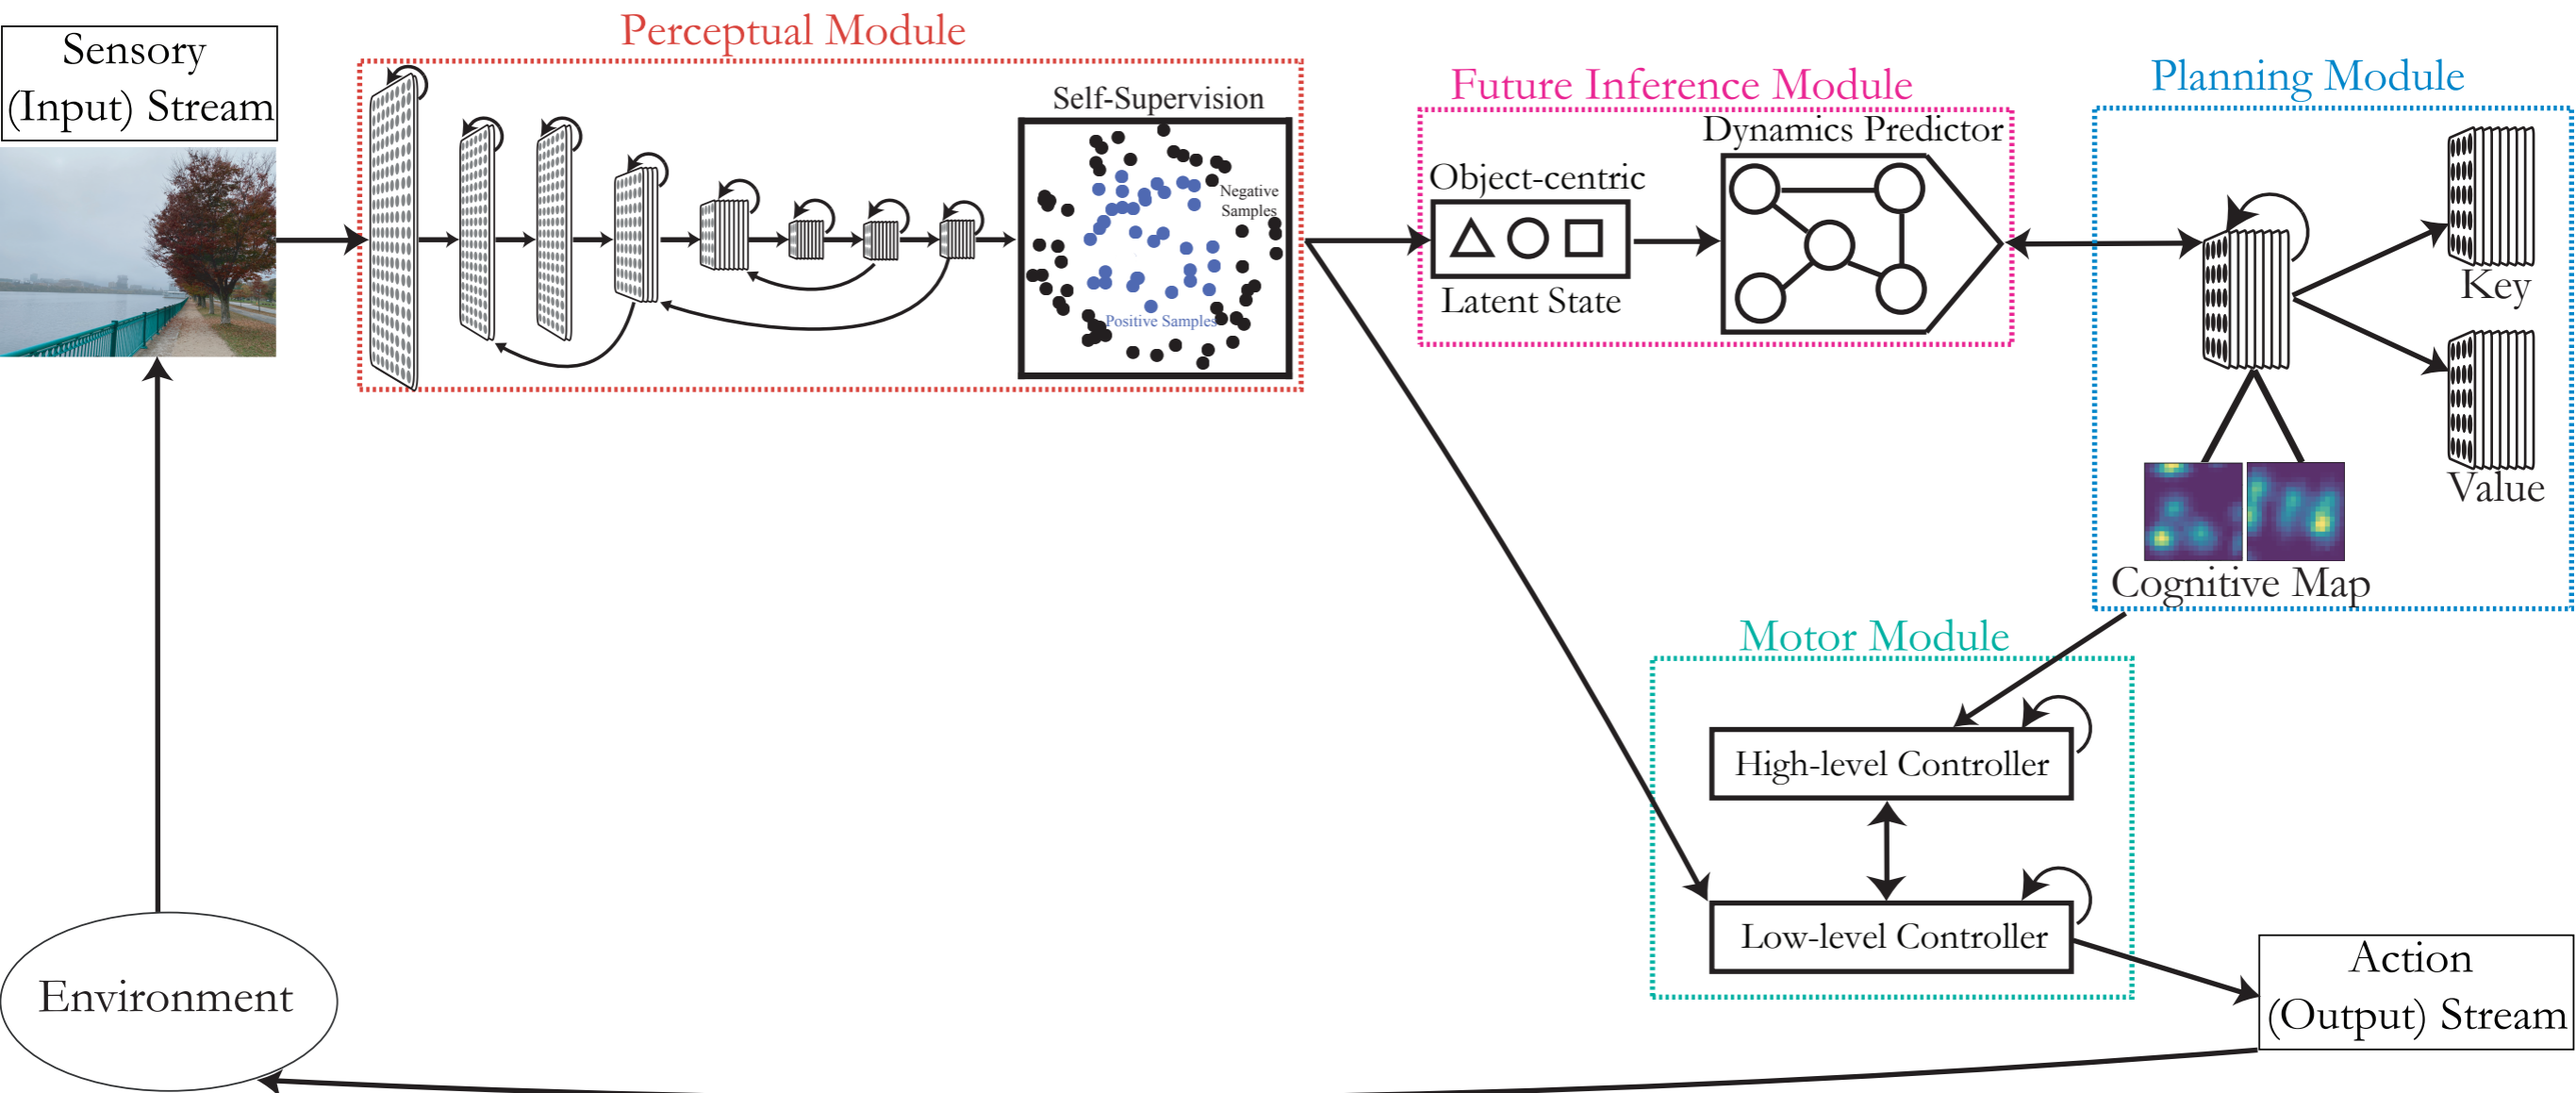 Sensory
(Input) Stream
Perceptual Module
Self-Supervision
Negative
Samples
Positive Samples
Future Inference Module
Dynamics Predictor
Object-centric
Latent State
Planning Module
Key
Value
Cognitive Map
Motor Module
High-level Controller
Low-level Controller
Action
(Output) Stream
Environment